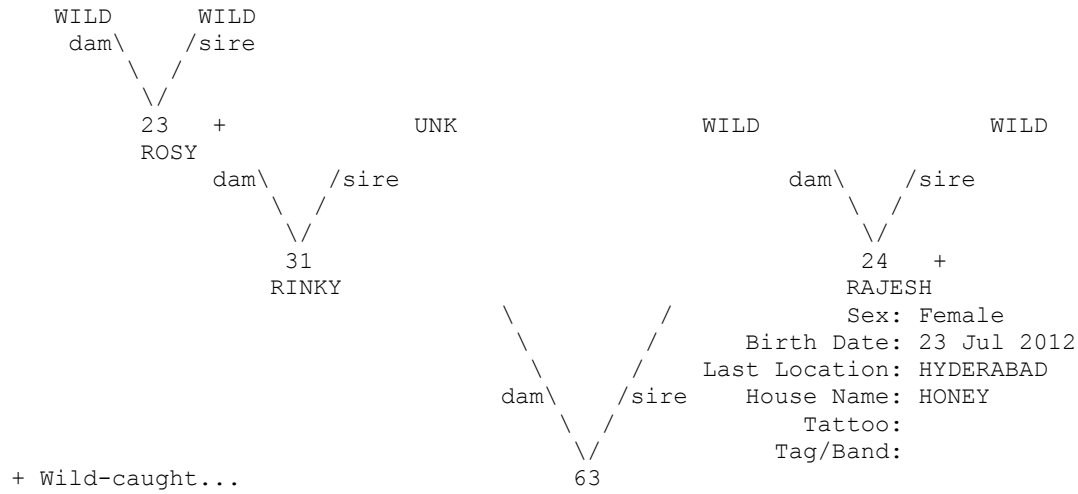 WILD WILD
dam\ /sire
\ /
\/
23 + UNK WILD WILD
ROSY
dam\ /sire dam\ /sire
\ / \ /
\/ \/
31 24 +
RINKY RAJESH
\ / Sex: Female
\ / Birth Date: 23 Jul 2012
\ / Last Location: HYDERABAD
dam\ /sire House Name: HONEY
\ / Tattoo:
\/ Tag/Band:
+ Wild-caught... 63